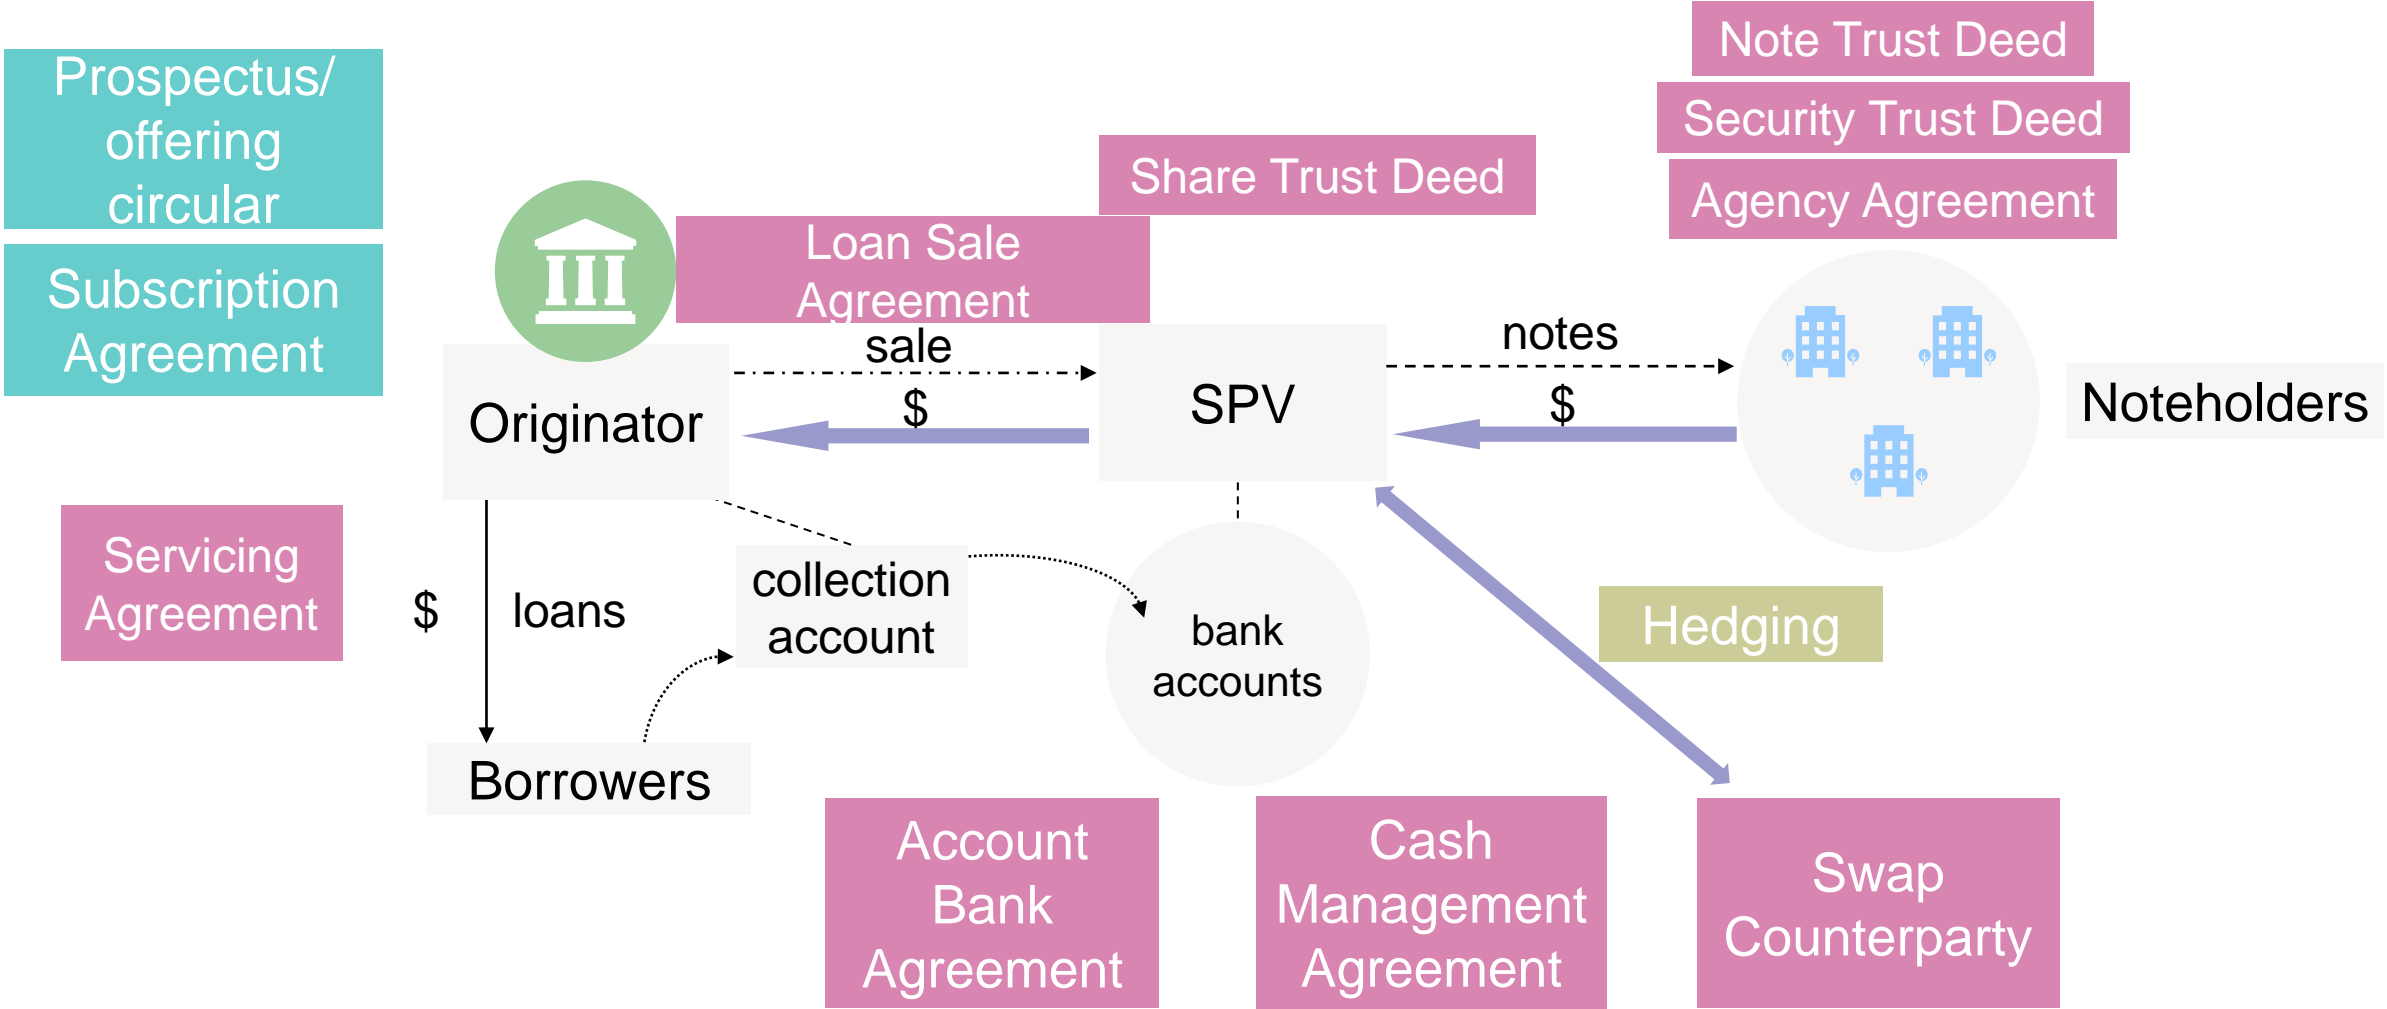 Prospectus/
offering
circular
Subscription
Agreement
Servicing
Agreement
Originator
Loan Sale
Agreement
sale
$
Share Trust Deed
SPV
notes
$
Note Trust Deed
Security Trust Deed
Agency Agreement
Noteholders
$
loans
collection
account
bank
accounts
Hedging
Borrowers
Account
Bank
Agreement
Cash
Management
Agreement
Swap
Counterparty